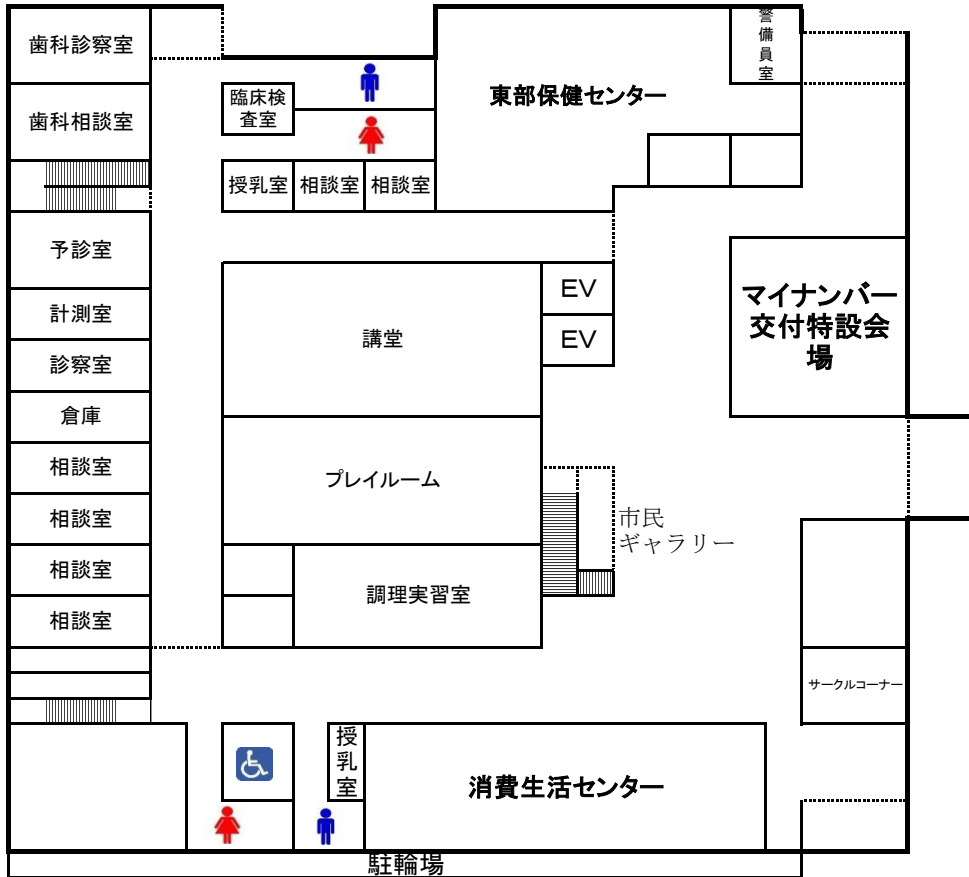 歯科診察室
警備員室
臨床検
査室
東部保健センター
歯科相談室
授乳室
相談室
相談室
予診室
計測室
診察室
倉庫
相談室
相談室
相談室
相談室
講堂
EV
EV
マイナンバー
交付特設会
場
プレイルーム
市民
ギャラリー
調理実習室
サークルコーナー
授乳室
消費生活センター
駐輪場